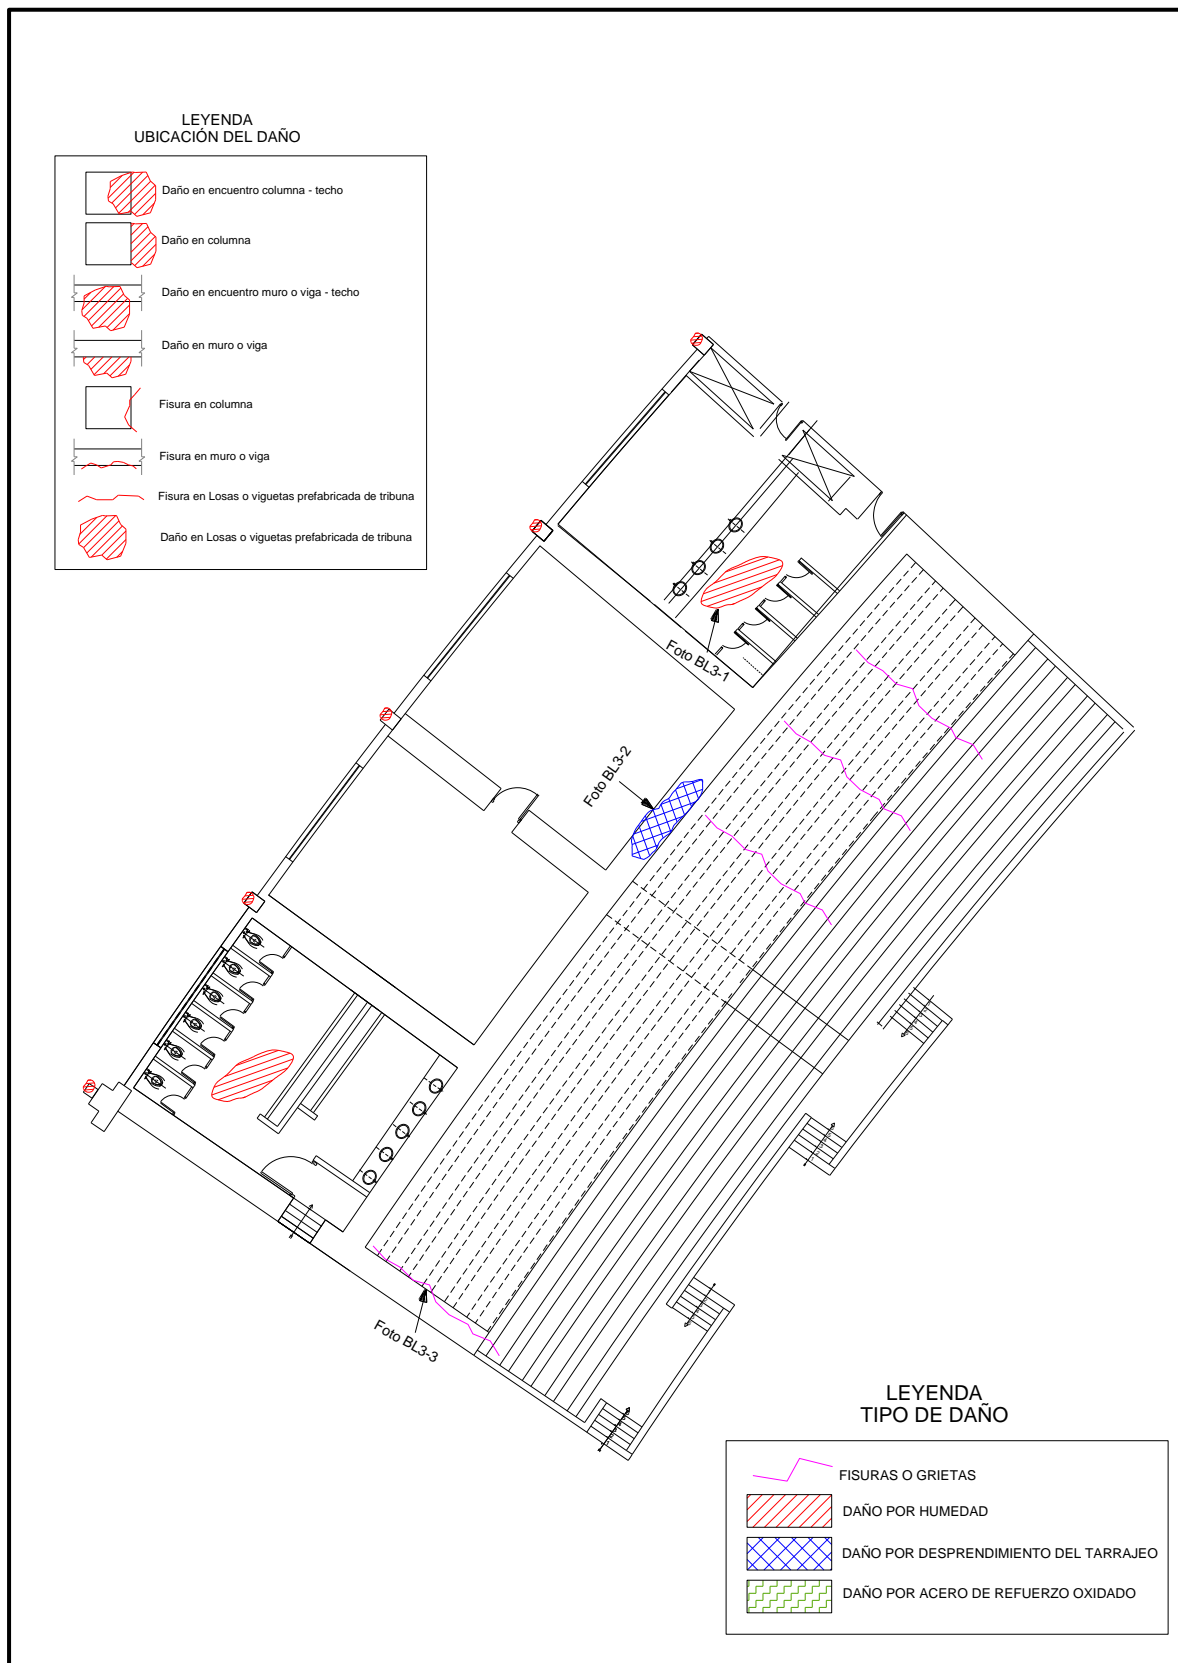 LEYENDA
UBICACIÓN DEL DAÑO
Daño en encuentro columna - techo
Daño en columna
Daño en encuentro muro o viga - techo
Daño en muro o viga
Fisura en columna
Fisura en muro o viga
Fisura en Losas o viguetas prefabricada de tribuna
Daño en Losas o viguetas prefabricada de tribuna
Foto BL3-1
Foto BL3-2
Foto BL3-3
LEYENDA
TIPO DE DAÑO
FISURAS O GRIETAS
DAÑO POR HUMEDAD
DAÑO POR DESPRENDIMIENTO DEL TARRAJEO
DAÑO POR ACERO DE REFUERZO OXIDADO